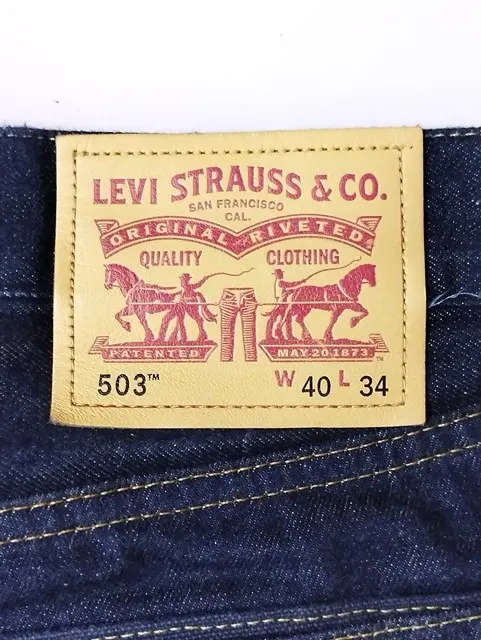 LEVI STRAUSS & CO.
SAN FRANCISCO
CAL.
ORIGINAL RIVETED
QUALITY CLOTHING
PATENTED MAY 20 1873
503™ W 40 L 34